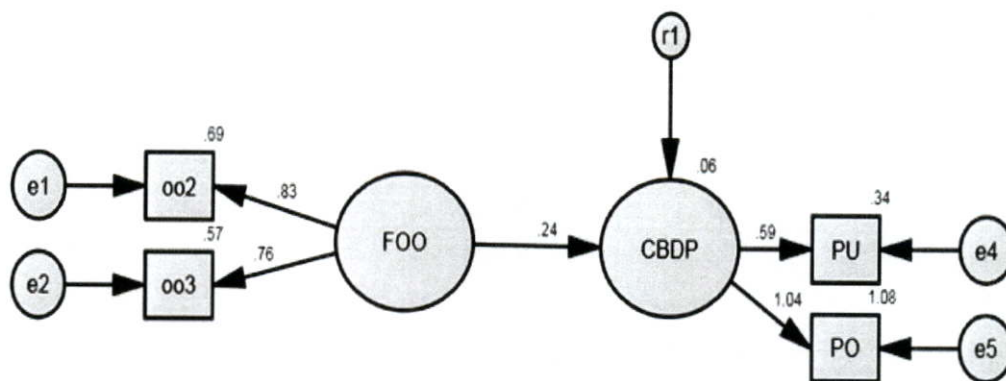 r1
.69
.06
e1
oo2
.83
.34
FOO
.24
CBDP
.59
PU
e4
.57
.76
e2
oo3
1.04
1.08
PO
e5